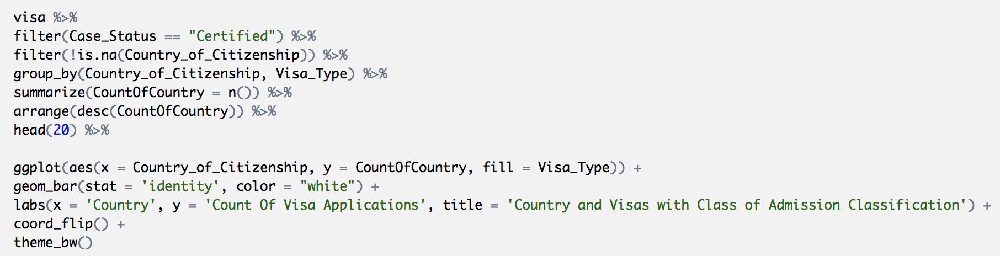 visa %>%
filter(Case_Status == "Certified") %>%
filter(!is.na(Country_of_Citizenship)) %>%
group_by(Country_of_Citizenship, Visa_Type) %>%
summarize(CountOfCountry = n()) %>%
arrange(desc(CountOfCountry)) %>%
head(20) %>%
ggplot(aes(x = Country_of_Citizenship, y = CountOfCountry, fill = Visa_Type)) +
geom_bar(stat = 'identity', color = "white") +
labs(x = 'Country', y = 'Count Of Visa Applications', title = 'Country and Visas with Class of Admission Classification') +
coord_flip() +
theme_bw()